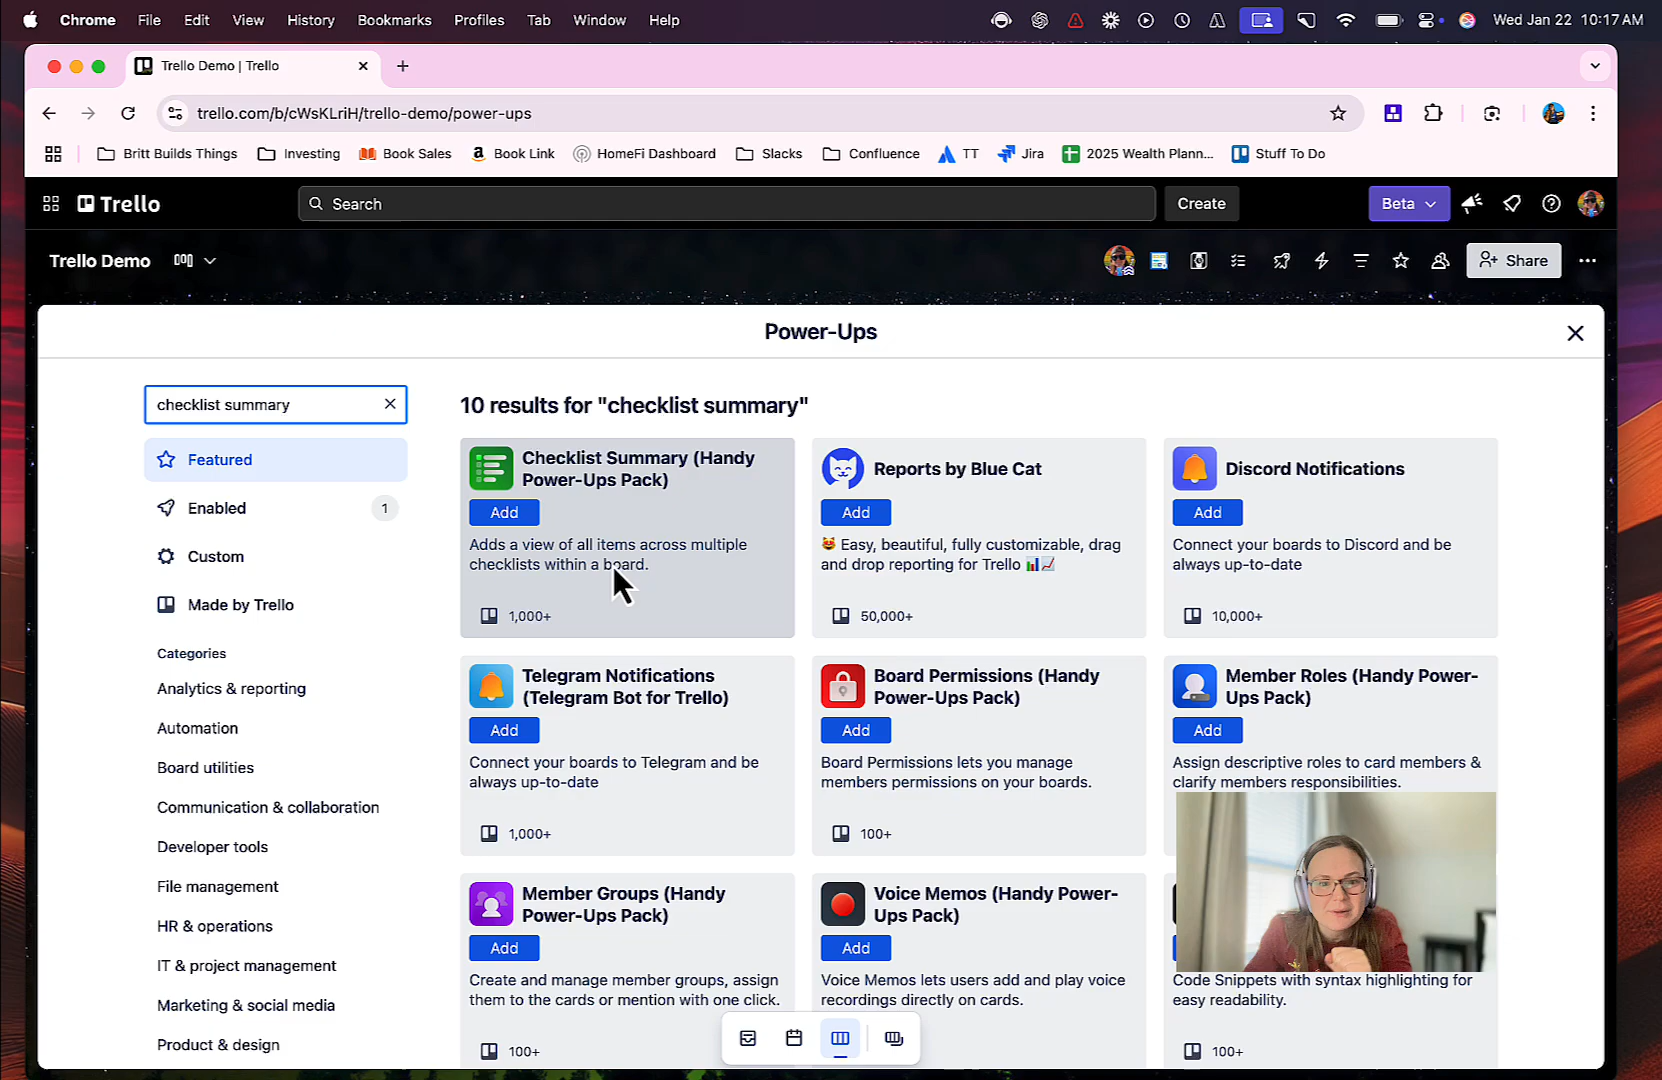 Chrome File Edit View History Bookmarks Profiles Tab Window Help Wed Jan 22 10:17 AM
Trello Demo | Trello
trello.com/b/cWsKLriH/trello-demo/power-ups
Britt Builds Things Investing Book Sales Book Link HomeFi Dashboard Slacks Confluence TT Jira 2025 Wealth Plann... Stuff To Do
Trello Search Create Beta
Trello Demo Share
Power-Ups
checklist summary
10 results for "checklist summary"
Featured
Enabled 1
Custom
Made by Trello
Categories
Analytics & reporting
Automation
Board utilities
Communication & collaboration
Developer tools
File management
HR & operations
IT & project management
Marketing & social media
Product & design
Checklist Summary (Handy
Power-Ups Pack)
Add
Adds a view of all items across multiple
checklists within a board.
1,000+
Reports by Blue Cat
Add
😻 Easy, beautiful, fully customizable, drag
and drop reporting for Trello 📊📈
50,000+
Discord Notifications
Add
Connect your boards to Discord and be
always up-to-date
10,000+
Telegram Notifications
(Telegram Bot for Trello)
Add
Connect your boards to Telegram and be
always up-to-date
1,000+
Board Permissions (Handy
Power-Ups Pack)
Add
Board Permissions lets you manage
members permissions on your boards.
100+
Member Roles (Handy Power-
Ups Pack)
Add
Assign descriptive roles to card members &
clarify members responsibilities.
Member Groups (Handy
Power-Ups Pack)
Add
Create and manage member groups, assign
them to the cards or mention with one click.
100+
Voice Memos (Handy Power-
Ups Pack)
Add
Voice Memos lets users add and play voice
recordings directly on cards.
Code Snippets with syntax highlighting for
easy readability.
100+